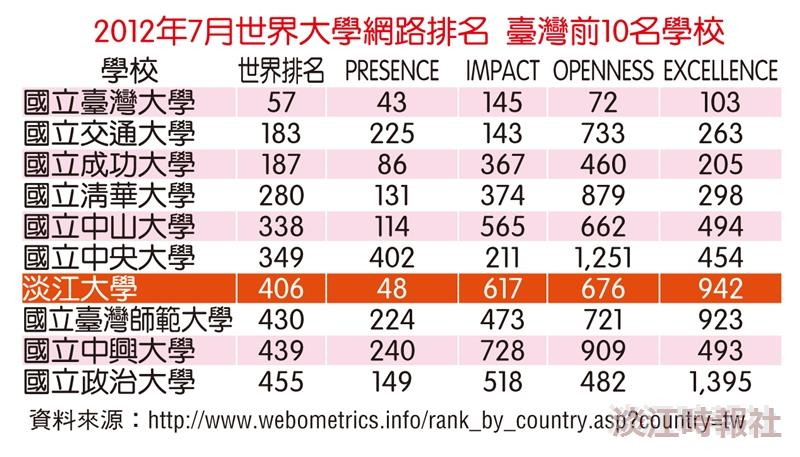 2012年7月世界大學網路排名 臺灣前10名學校
學校 世界排名 PRESENCE IMPACT OPENNESS EXCELLENCE
國立臺灣大學 57 43 145 72 103
國立交通大學 183 225 143 733 263
國立成功大學 187 86 367 460 205
國立清華大學 280 131 374 879 298
國立中山大學 338 114 565 662 494
國立中央大學 349 402 211 1,251 454
淡江大學 406 48 617 676 942
國立臺灣師範大學 430 224 473 721 923
國立中興大學 439 240 728 909 493
國立政治大學 455 149 518 482 1,395
資料來源：http://www.webometrics.info/rank_by_country.asp?country=tw
淡江時報社